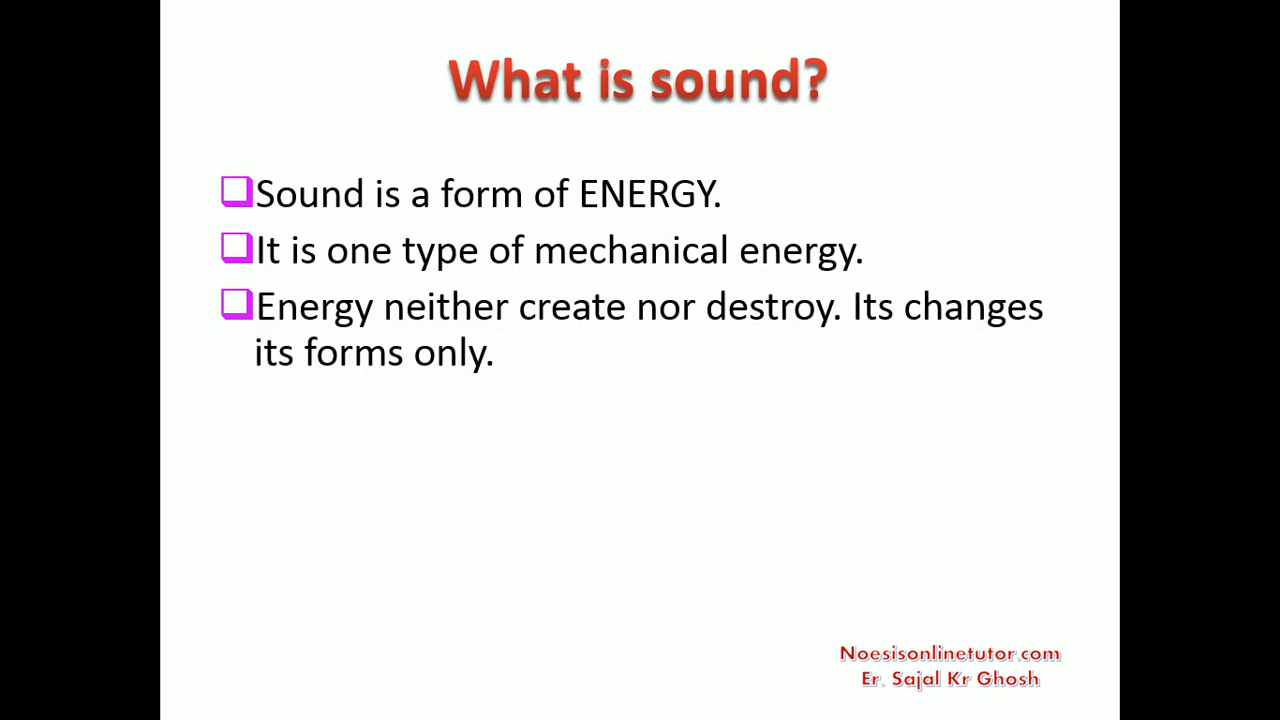 What is sound?
Sound is a form of ENERGY.
It is one type of mechanical energy.
Energy neither create nor destroy. Its changes
its forms only.
Noesisonlinetutor.com
Er. Sajal Kr Ghosh